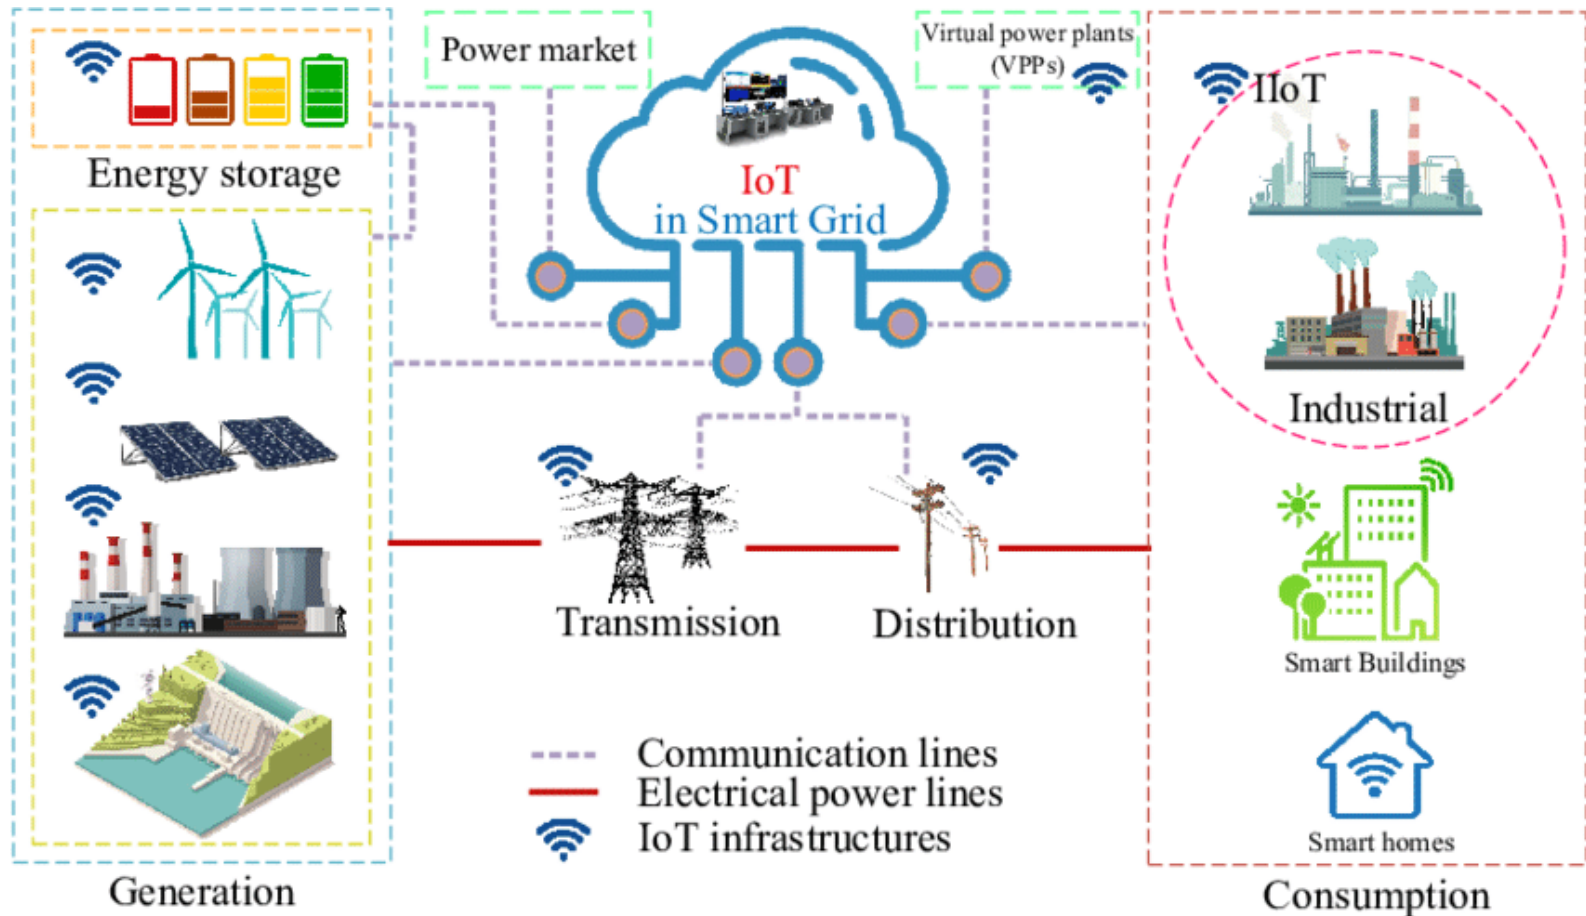 Power market
Virtual power plants
(VPPs)
IIoT
Energy storage
IoT
in Smart Grid
Industrial
Transmission
Distribution
Smart Buildings
Communication lines
Electrical power lines
IoT infrastructures
Smart homes
Generation
Consumption